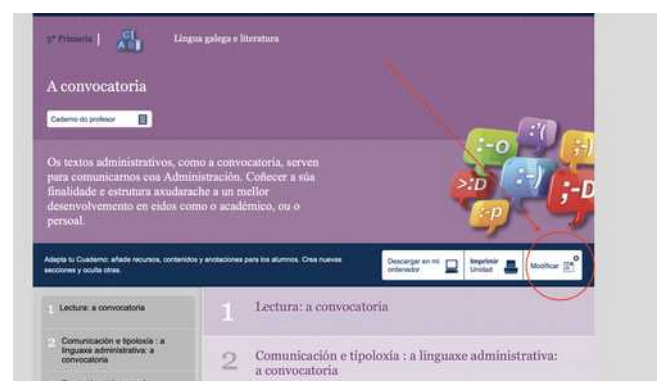 5º Primaria |
Lingua galega e literatura
A convocatoria
Caderno do profesor
Os textos administrativos, como a convocatoria, serven
para comunicarnos coa Administración. Coñecer a súa
finalidade e estrutura axudarache a un mellor
desenvolvemento en eidos como o académico, ou o
persoal.
:-O
:'(
:-)
>:D
:-)
;-D
:-p
Adapta tu Cuaderno: añade recursos, contenidos y anotaciones para los alumnos. Crea nuevas
secciones y oculta otras.
Descargar en mi
ordenador
Imprimir
Unidad
Modificar
1 Lectura: a convocatoria
2 Comunicación e tipoloxía : a
linguaxe administrativa: a
convocatoria
1 Lectura: a convocatoria
2 Comunicación e tipoloxía : a linguaxe administrativa:
a convocatoria